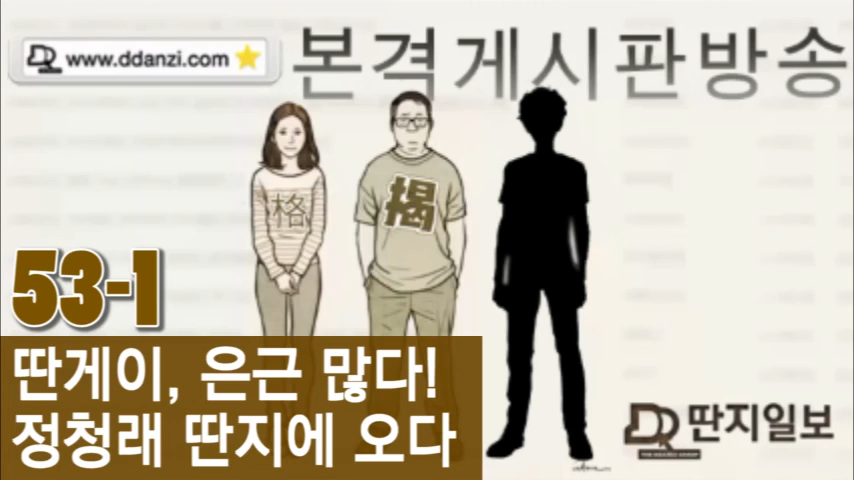 www.ddanzi.com
본격게시판방송
格
揭
53-1
딴게이, 은근 많다!
정청래 딴지에 오다
딴지일보